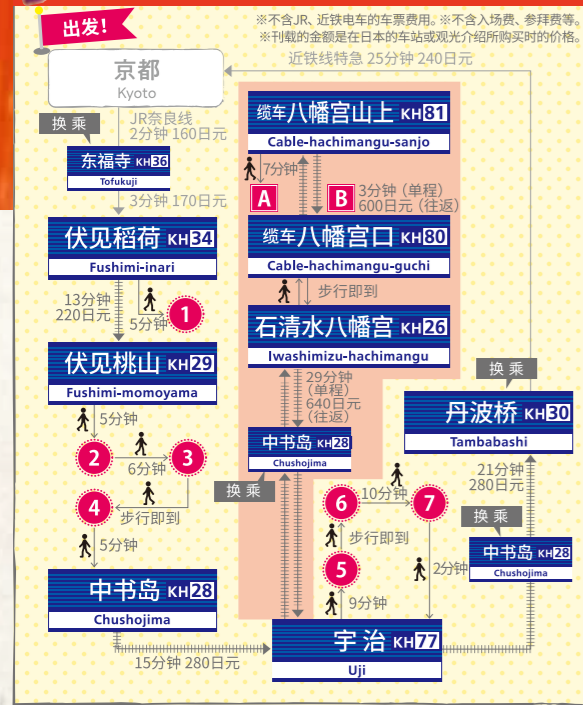 出发!
※不含JR、近铁电车的车票费用。※不含入场费、参拜费等。
※刊载的金额是在日本的车站或观光介绍所购买时的价格。
近铁线特急 25分钟 240日元
京都
Kyoto
换乘
JR奈良线
2分钟 160日元
东福寺 KH36
Tofukuji
3分钟 170日元
伏见稻荷 KH34
Fushimi-inari
13分钟
220日元
5分钟
1
伏见桃山 KH29
Fushimi-momoyama
5分钟
2
6分钟
3
4
步行即到
5分钟
中书岛 KH28
Chushojima
15分钟 280日元
缆车八幡宫山上 KH81
Cable-hachimangu-sanjo
7分钟
A
B
3分钟（单程）
600日元（往返）
缆车八幡宫口 KH80
Cable-hachimangu-guchi
步行即到
石清水八幡宫 KH26
Iwashimizu-hachimangu
29分钟
（单程）
640日元
（往返）
中书岛 KH28
Chushojima
换乘
6
10分钟
7
步行即到
5
9分钟
2分钟
宇治 KH77
Uji
换乘
丹波桥 KH30
Tambabashi
21分钟
280日元
换乘
中书岛 KH28
Chushojima